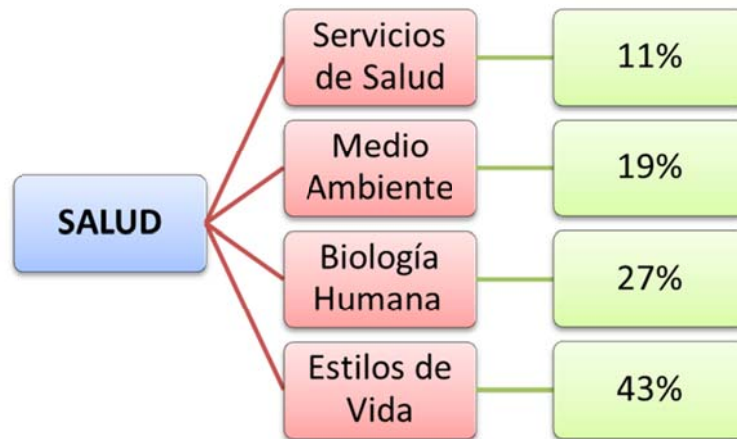 Servicios
de Salud
11%
Medio
Ambiente
19%
SALUD
Biología
Humana
27%
Estilos de
Vida
43%